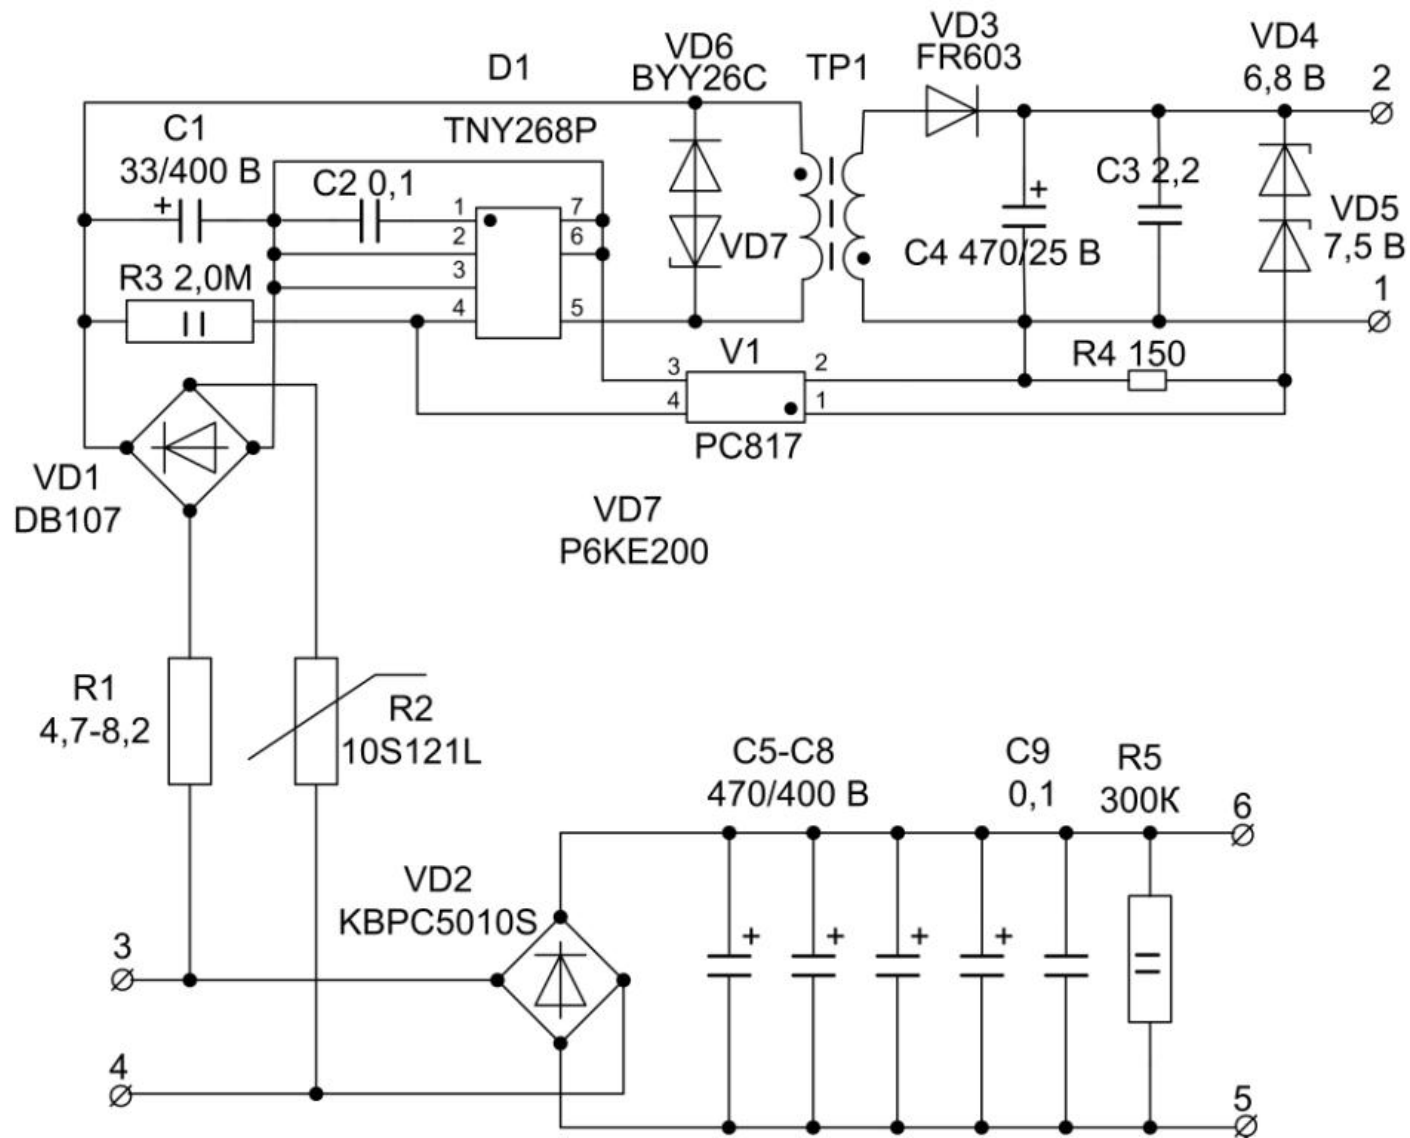 D1
TNY268P
VD6
BYY26C
TP1
VD3
FR603
VD4
6,8 В
2
C1
33/400 В
+
C2 0,1
1
2
3
4
7
6
5
R3 2,0М
VD7
+
C4 470/25 В
C3 2,2
VD5
7,5 В
1
V1
3
4
2
1
PC817
R4 150
VD1
DB107
VD7
P6KE200
R1
4,7-8,2
R2
10S121L
C5-C8
470/400 В
C9
0,1
R5
300К
6
VD2
KBPC5010S
+
+
+
+
3
4
5